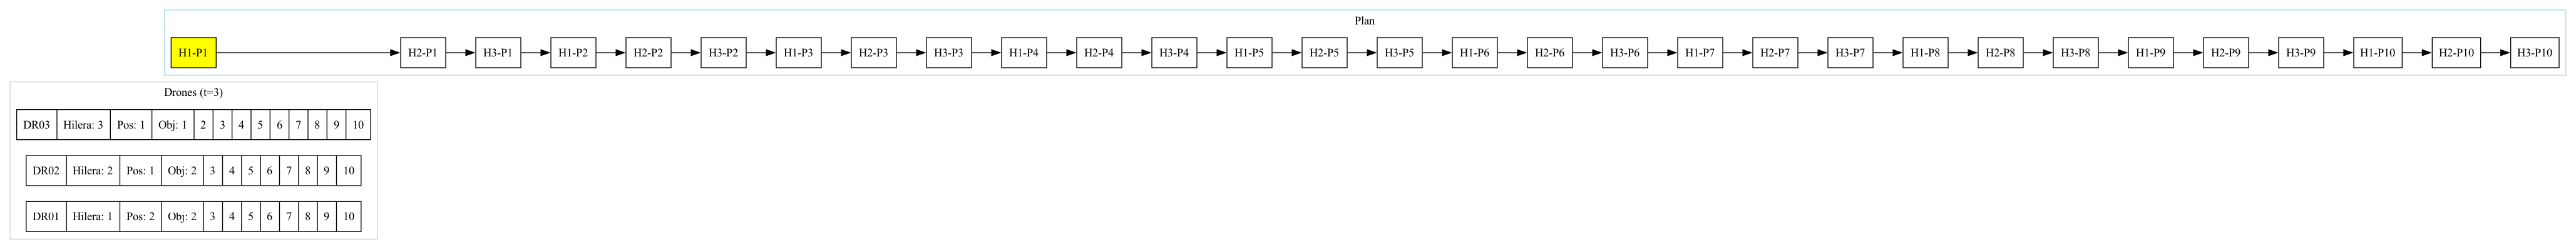 Plan
H1-P1 H2-P1 H3-P1 H1-P2 H2-P2 H3-P2 H1-P3 H2-P3 H3-P3 H1-P4 H2-P4 H3-P4 H1-P5 H2-P5 H3-P5 H1-P6 H2-P6 H3-P6 H1-P7 H2-P7 H3-P7 H1-P8 H2-P8 H3-P8 H1-P9 H2-P9 H3-P9 H1-P10 H2-P10 H3-P10
Drones (t=3)
DR03 Hilera: 3 Pos: 1 Obj: 1 2 3 4 5 6 7 8 9 10
DR02 Hilera: 2 Pos: 1 Obj: 2 3 4 5 6 7 8 9 10
DR01 Hilera: 1 Pos: 2 Obj: 2 3 4 5 6 7 8 9 10